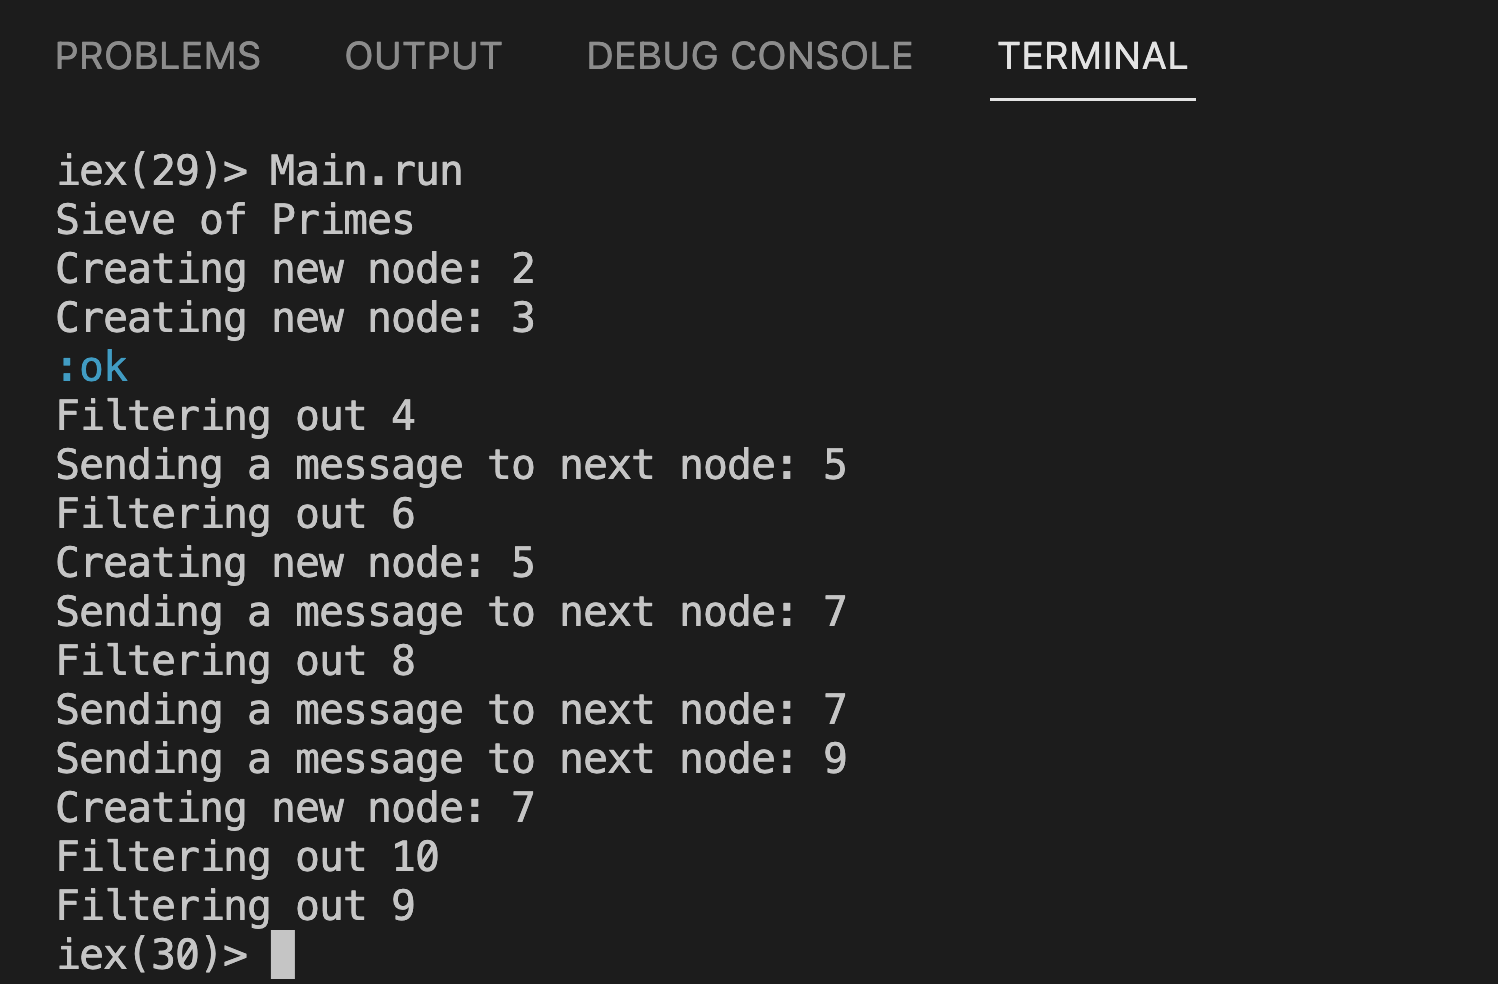 PROBLEMS OUTPUT DEBUG CONSOLE TERMINAL
iex(29)> Main.run
Sieve of Primes
Creating new node: 2
Creating new node: 3
:ok
Filtering out 4
Sending a message to next node: 5
Filtering out 6
Creating new node: 5
Sending a message to next node: 7
Filtering out 8
Sending a message to next node: 7
Sending a message to next node: 9
Creating new node: 7
Filtering out 10
Filtering out 9
iex(30)>